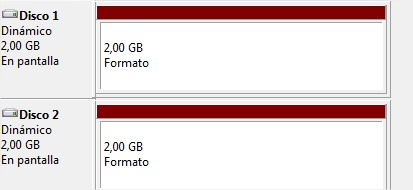 Disco 1
Dinámico
2,00 GB
En pantalla
2,00 GB
Formato
Disco 2
Dinámico
2,00 GB
En pantalla
2,00 GB
Formato